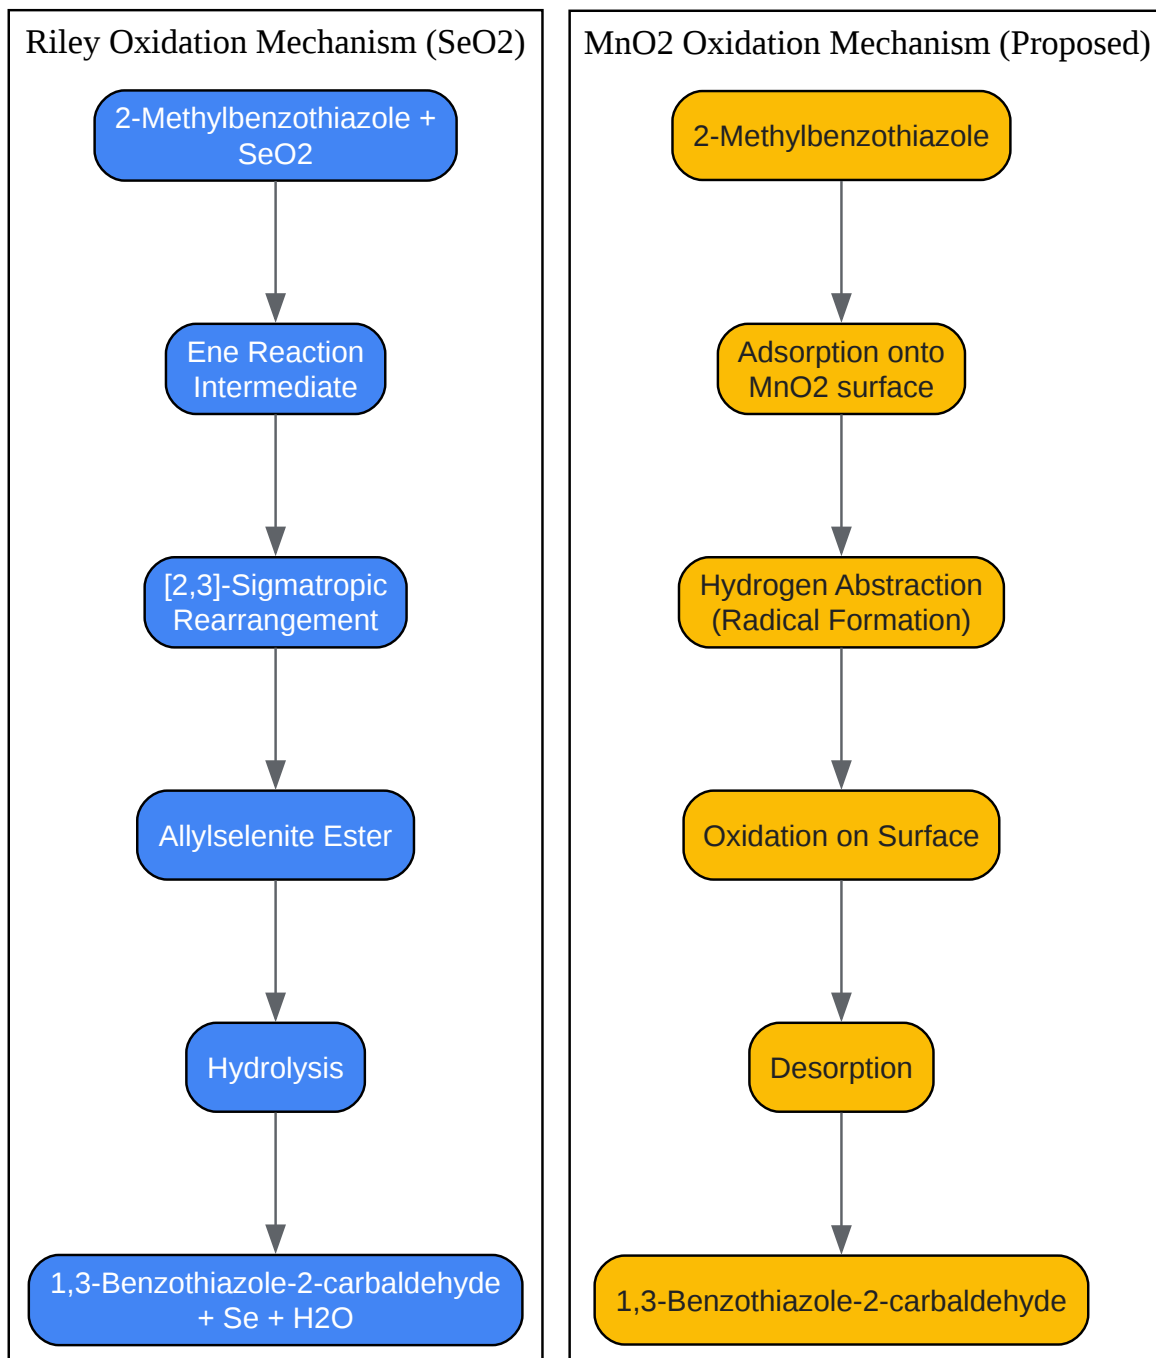 Riley Oxidation Mechanism (SeO2)
2-Methylbenzothiazole +
SeO2
Ene Reaction
Intermediate
[2,3]-Sigmatropic
Rearrangement
Allylselenite Ester
Hydrolysis
1,3-Benzothiazole-2-carbaldehyde
+ Se + H2O
MnO2 Oxidation Mechanism (Proposed)
2-Methylbenzothiazole
Adsorption onto
MnO2 surface
Hydrogen Abstraction
(Radical Formation)
Oxidation on Surface
Desorption
1,3-Benzothiazole-2-carbaldehyde